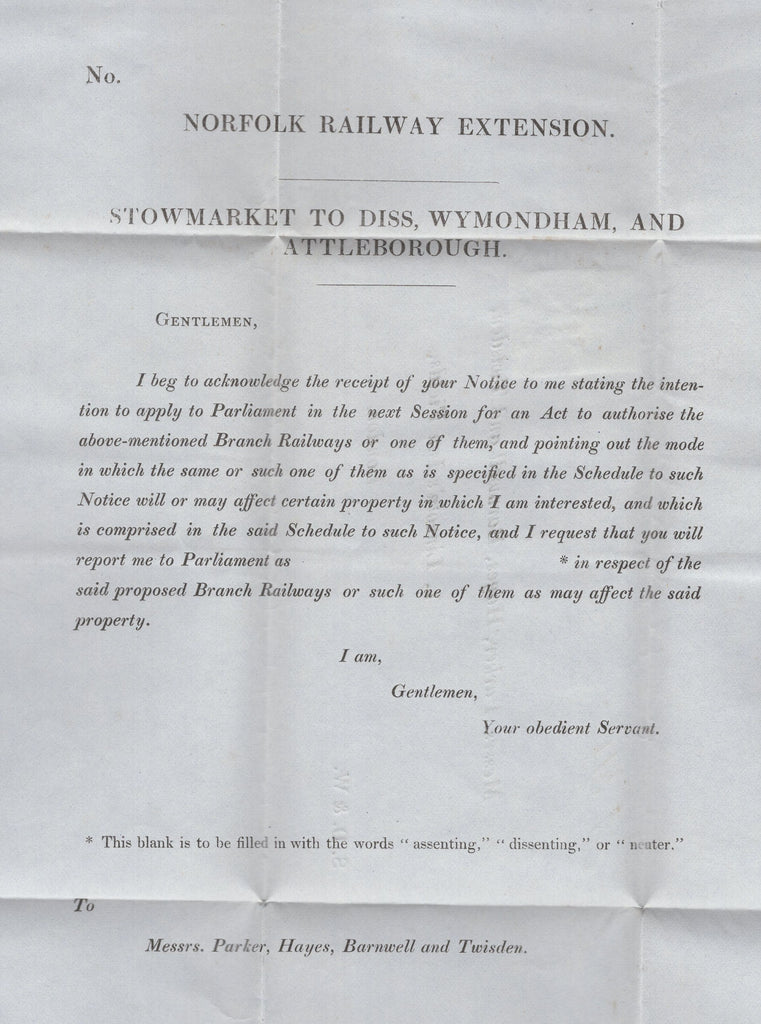 No.
NORFOLK RAILWAY EXTENSION.
STOWMARKET TO DISS, WYMONDHAM, AND
ATTLEBOROUGH.
GENTLEMEN,
I beg to acknowledge the receipt of your Notice to me stating the inten-
tion to apply to Parliament in the next Session for an Act to authorise the
above-mentioned Branch Railways or one of them, and pointing out the mode
in which the same or such one of them as is specified in the Schedule to such
Notice will or may affect certain property in which I am interested, and which
is comprised in the said Schedule to such Notice, and I request that you will
report me to Parliament as * in respect of the
said proposed Branch Railways or such one of them as may affect the said
property.
I am,
Gentlemen,
Your obedient Servant.
* This blank is to be filled in with the words “assenting,” “dissenting,” or “neuter.”
To
Messrs. Parker, Hayes, Barnwell and Twisden.